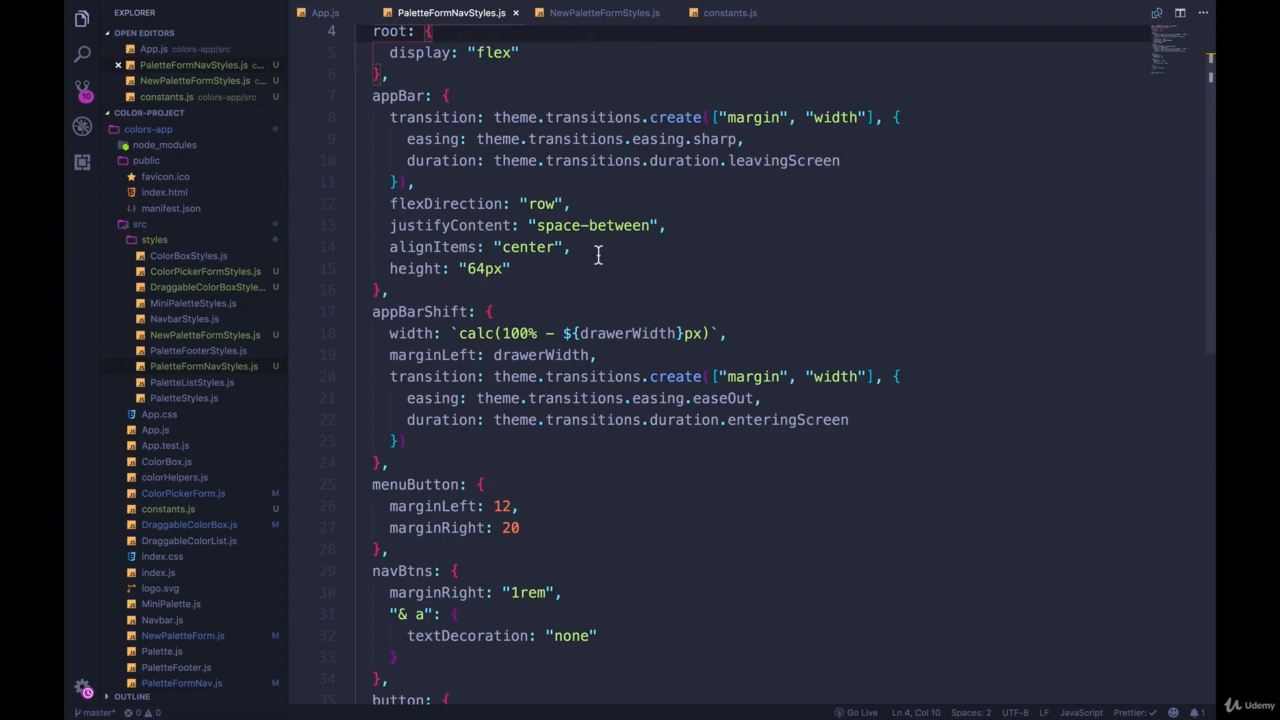 EXPLORER
OPEN EDITORS
App.js colors-app/src
PaletteFormNavStyles.js c... U
NewPaletteFormStyles.js c... U
constants.js colors-app/src U
COLOR-PROJECT
colors-app
node_modules
public
favicon.ico
index.html
manifest.json
src
styles
ColorBoxStyles.js
ColorPickerFormStyles.js U
DraggableColorBoxStyle... U
MiniPaletteStyles.js
NavbarStyles.js
NewPaletteFormStyles.js U
PaletteFooterStyles.js
PaletteFormNavStyles.js U
PaletteListStyles.js
PaletteStyles.js
App.css
App.js
App.test.js
ColorBox.js
colorHelpers.js
ColorPickerForm.js M
constants.js U
DraggableColorBox.js M
DraggableColorList.js
index.css
index.js
logo.svg
MiniPalette.js
Navbar.js
NewPaletteForm.js M
Palette.js
PaletteFooter.js
PaletteFormNav.js M
OUTLINE
10
App.js PaletteFormNavStyles.js × NewPaletteFormStyles.js constants.js
4 root: {
5 display: "flex"
6 },
7 appBar: {
8 transition: theme.transitions.create(["margin", "width"], {
9 easing: theme.transitions.easing.sharp,
10 duration: theme.transitions.duration.leavingScreen
11 }),
12 flexDirection: "row",
13 justifyContent: "space-between",
14 alignItems: "center",
15 height: "64px"
16 },
17 appBarShift: {
18 width: `calc(100% - ${drawerWidth}px)`,
19 marginLeft: drawerWidth,
20 transition: theme.transitions.create(["margin", "width"], {
21 easing: theme.transitions.easing.easeOut,
22 duration: theme.transitions.duration.enteringScreen
23 })
24 },
25 menuButton: {
26 marginLeft: 12,
27 marginRight: 20
28 },
29 navBtns: {
30 marginRight: "1rem",
31 "& a": {
32 textDecoration: "none"
33 }
34 },
35 button: {
master* 0 0 Go Live Ln 4, Col 10 Spaces: 2 UTF-8 LF JavaScript Prettier: ✓ 1
Udemy